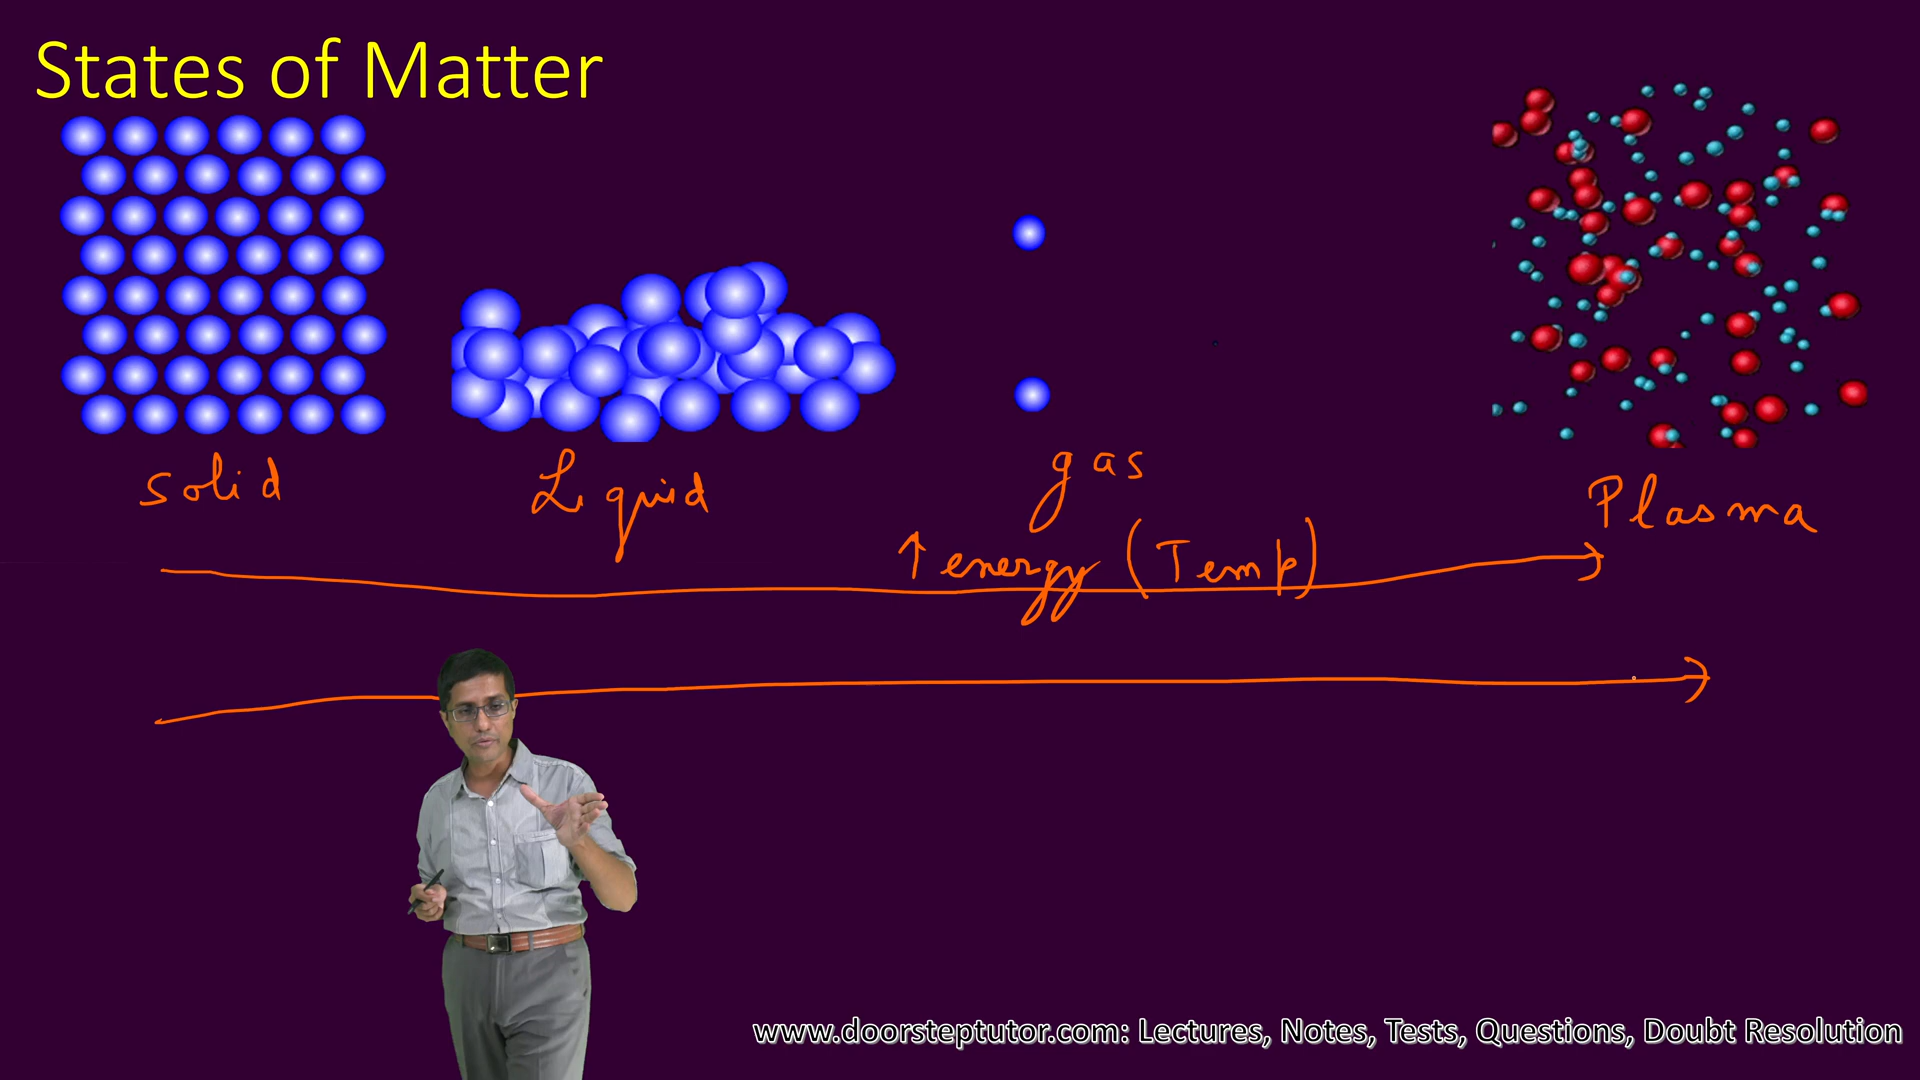 States of Matter
solid
Liquid
gas
Plasma
↑ energy (Temp)
www.doorsteptutor.com: Lectures, Notes, Tests, Questions, Doubt Resolution